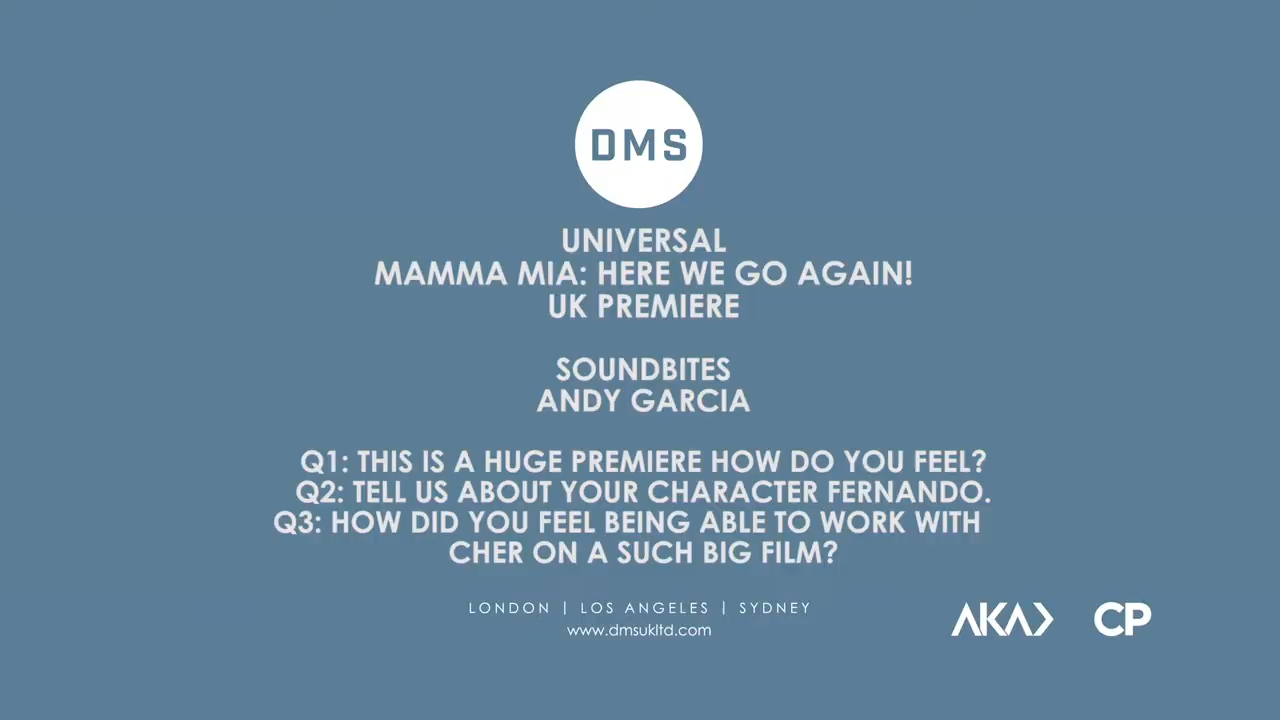 DMS
UNIVERSAL
MAMMA MIA: HERE WE GO AGAIN!
UK PREMIERE
SOUNDBITES
ANDY GARCIA
Q1: THIS IS A HUGE PREMIERE HOW DO YOU FEEL?
Q2: TELL US ABOUT YOUR CHARACTER FERNANDO.
Q3: HOW DID YOU FEEL BEING ABLE TO WORK WITH
CHER ON A SUCH BIG FILM?
LONDON | LOS ANGELES | SYDNEY
www.dmsukltd.com
AKA
CP